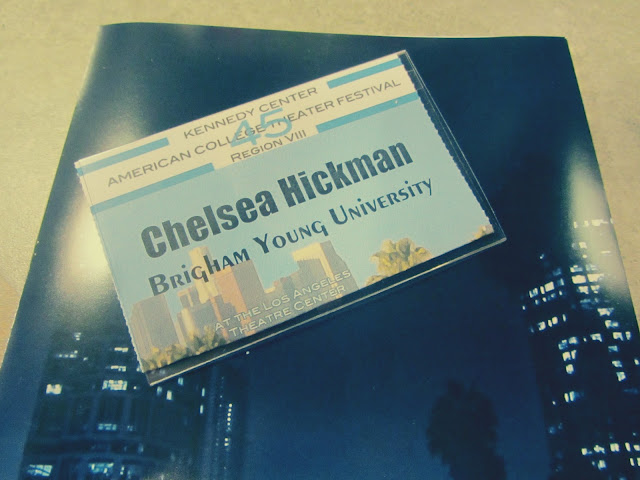 KENNEDY CENTER
AMERICAN COLLEGE THEATER FESTIVAL
45
REGION VIII
Chelsea Hickman
BRIGHAM YOUNG UNIVERSITY
AT THE LOS ANGELES
THEATRE CENTER